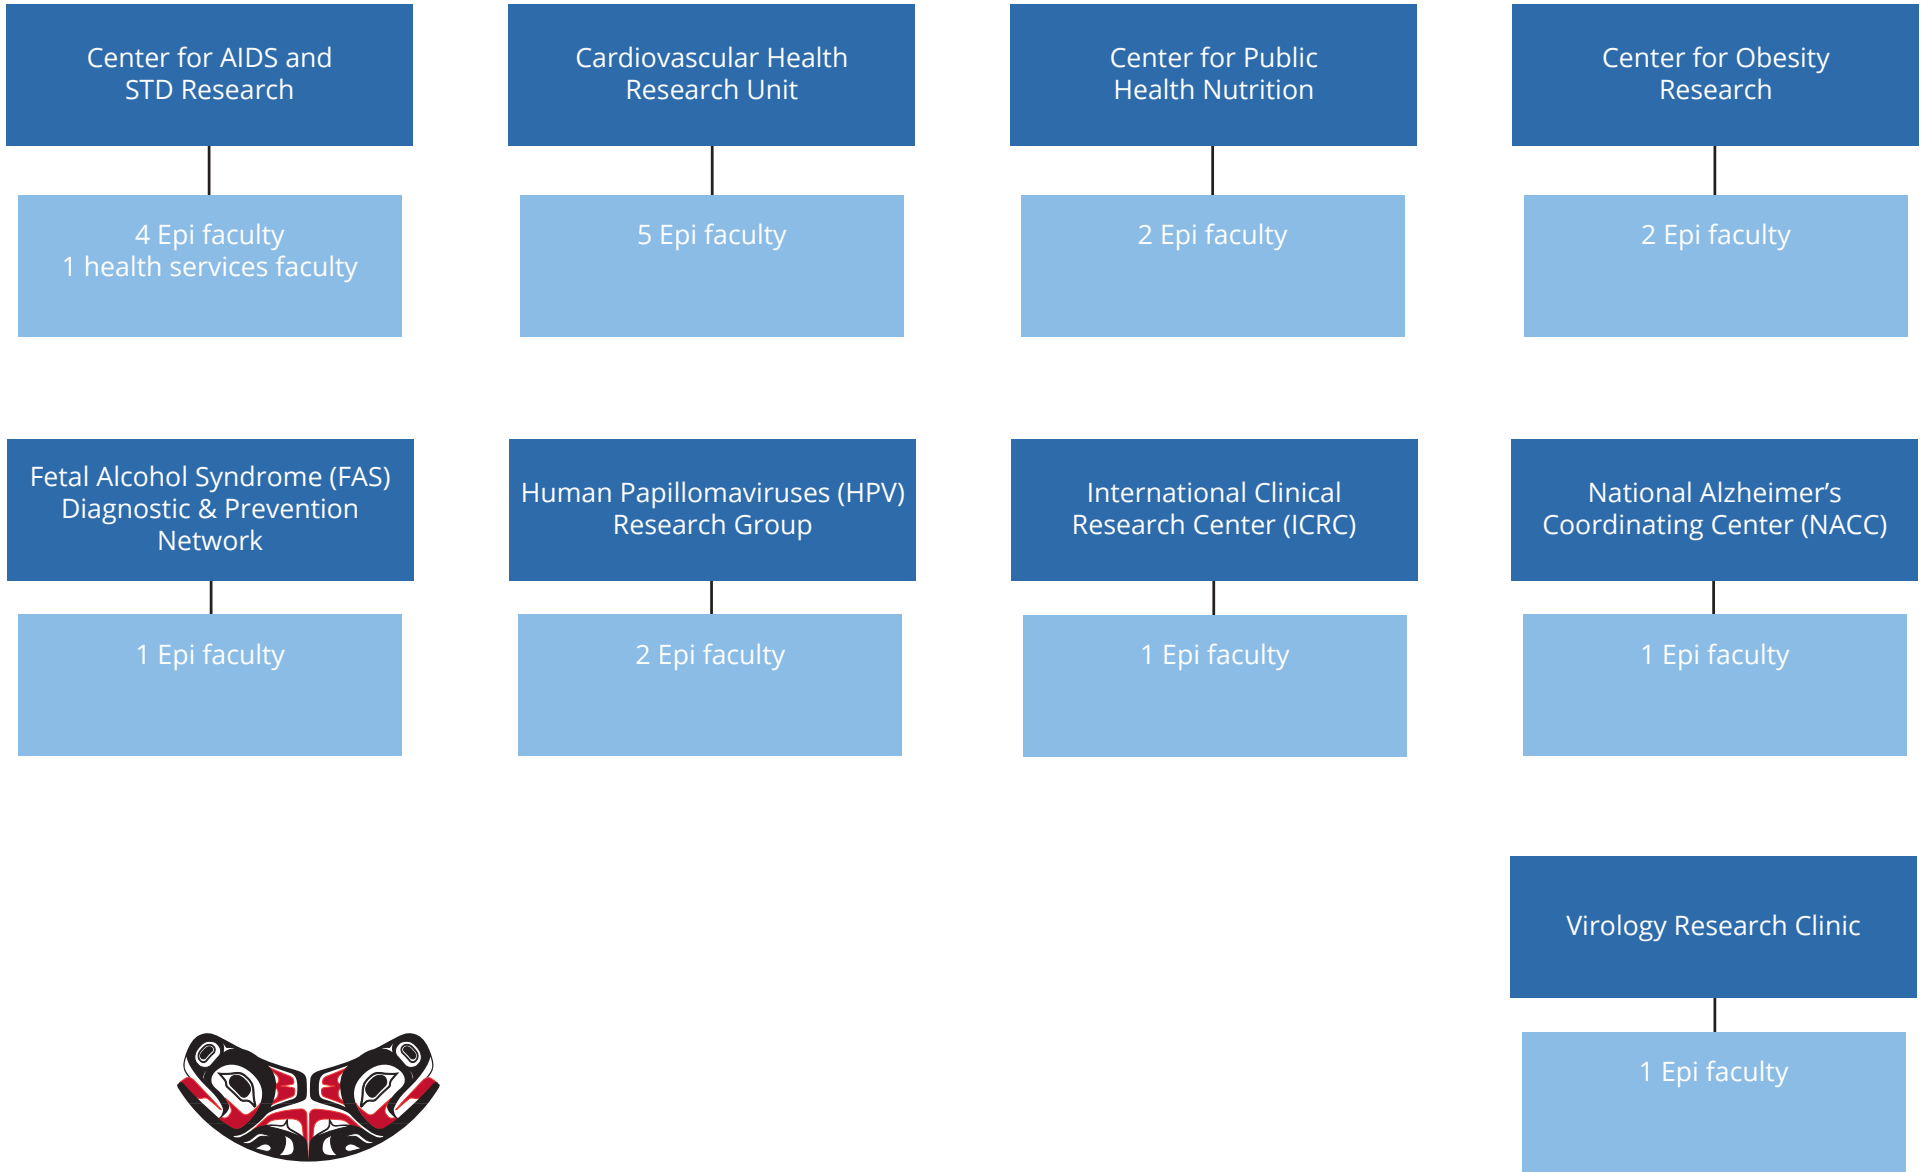 Center for AIDS and
STD Research
4 Epi faculty
1 health services faculty
Cardiovascular Health
Research Unit
5 Epi faculty
Center for Public
Health Nutrition
2 Epi faculty
Center for Obesity
Research
2 Epi faculty
Fetal Alcohol Syndrome (FAS)
Diagnostic & Prevention
Network
1 Epi faculty
Human Papillomaviruses (HPV)
Research Group
2 Epi faculty
International Clinical
Research Center (ICRC)
1 Epi faculty
National Alzheimer’s
Coordinating Center (NACC)
1 Epi faculty
Virology Research Clinic
1 Epi faculty